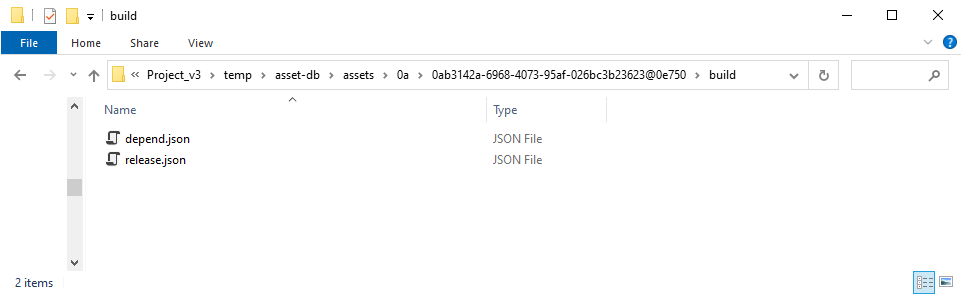 build
File Home Share View
« Project_v3 > temp > asset-db > assets > 0a > 0ab3142a-6968-4073-95af-026bc3b23623@0e750 > build
Name Type
depend.json JSON File
release.json JSON File
2 items